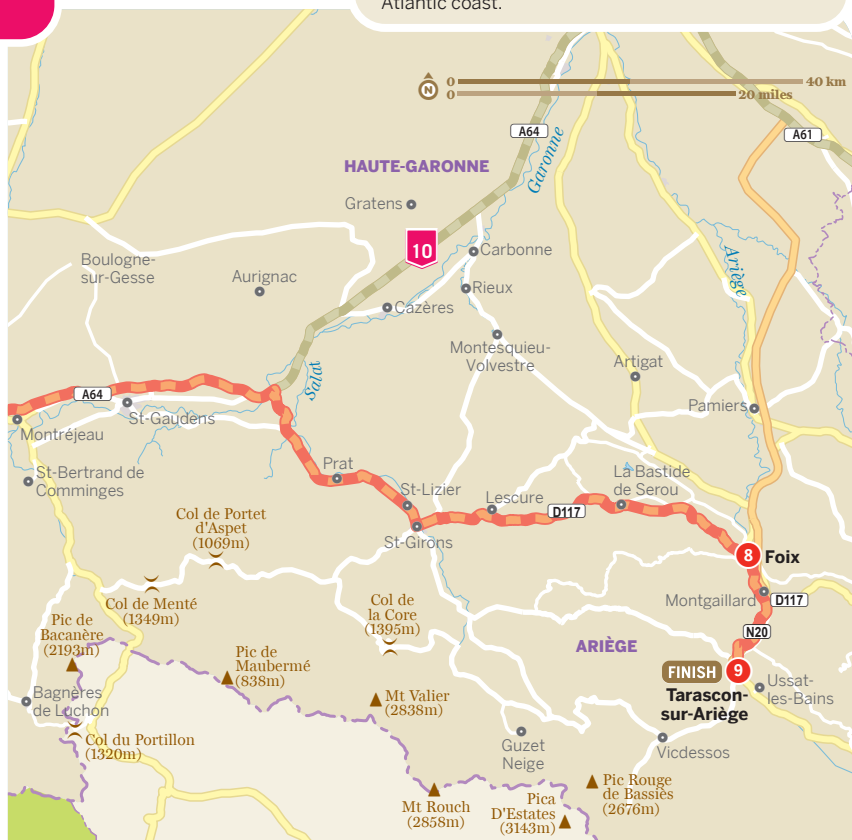 Atlantic coast.
N
0
40 km
0
20 miles
A64
Garonne
A61
HAUTE-GARONNE
Gratens
10
Carbonne
Ariège
Boulogne-
sur-Gesse
Aurignac
Rieux
Cazères
Montesquieu-
Volvestre
Artigat
Salat
A64
Pamiers
St-Gaudens
Montréjeau
Prat
La Bastide
de Serou
St-Bertrand de
Comminges
St-Lizier
Lescure
D117
Col de Portet
d'Aspet
(1069m)
St-Girons
8
Foix
Col de Menté
(1349m)
Col de
la Core
(1395m)
Montgaillard
D117
Pic de
Bacanère
(2193m)
N20
ARIÈGE
Pic de
Maubermé
(838m)
FINISH
9
Tarascon-
sur-Ariège
Ussat-
les-Bains
Bagnères
de Luchon
Mt Valier
(2838m)
Col du Portillon
(1320m)
Guzet
Neige
Vicdessos
Pic Rouge
de Bassiès
(2676m)
Mt Rouch
(2858m)
Pica
D'Estates
(3143m)